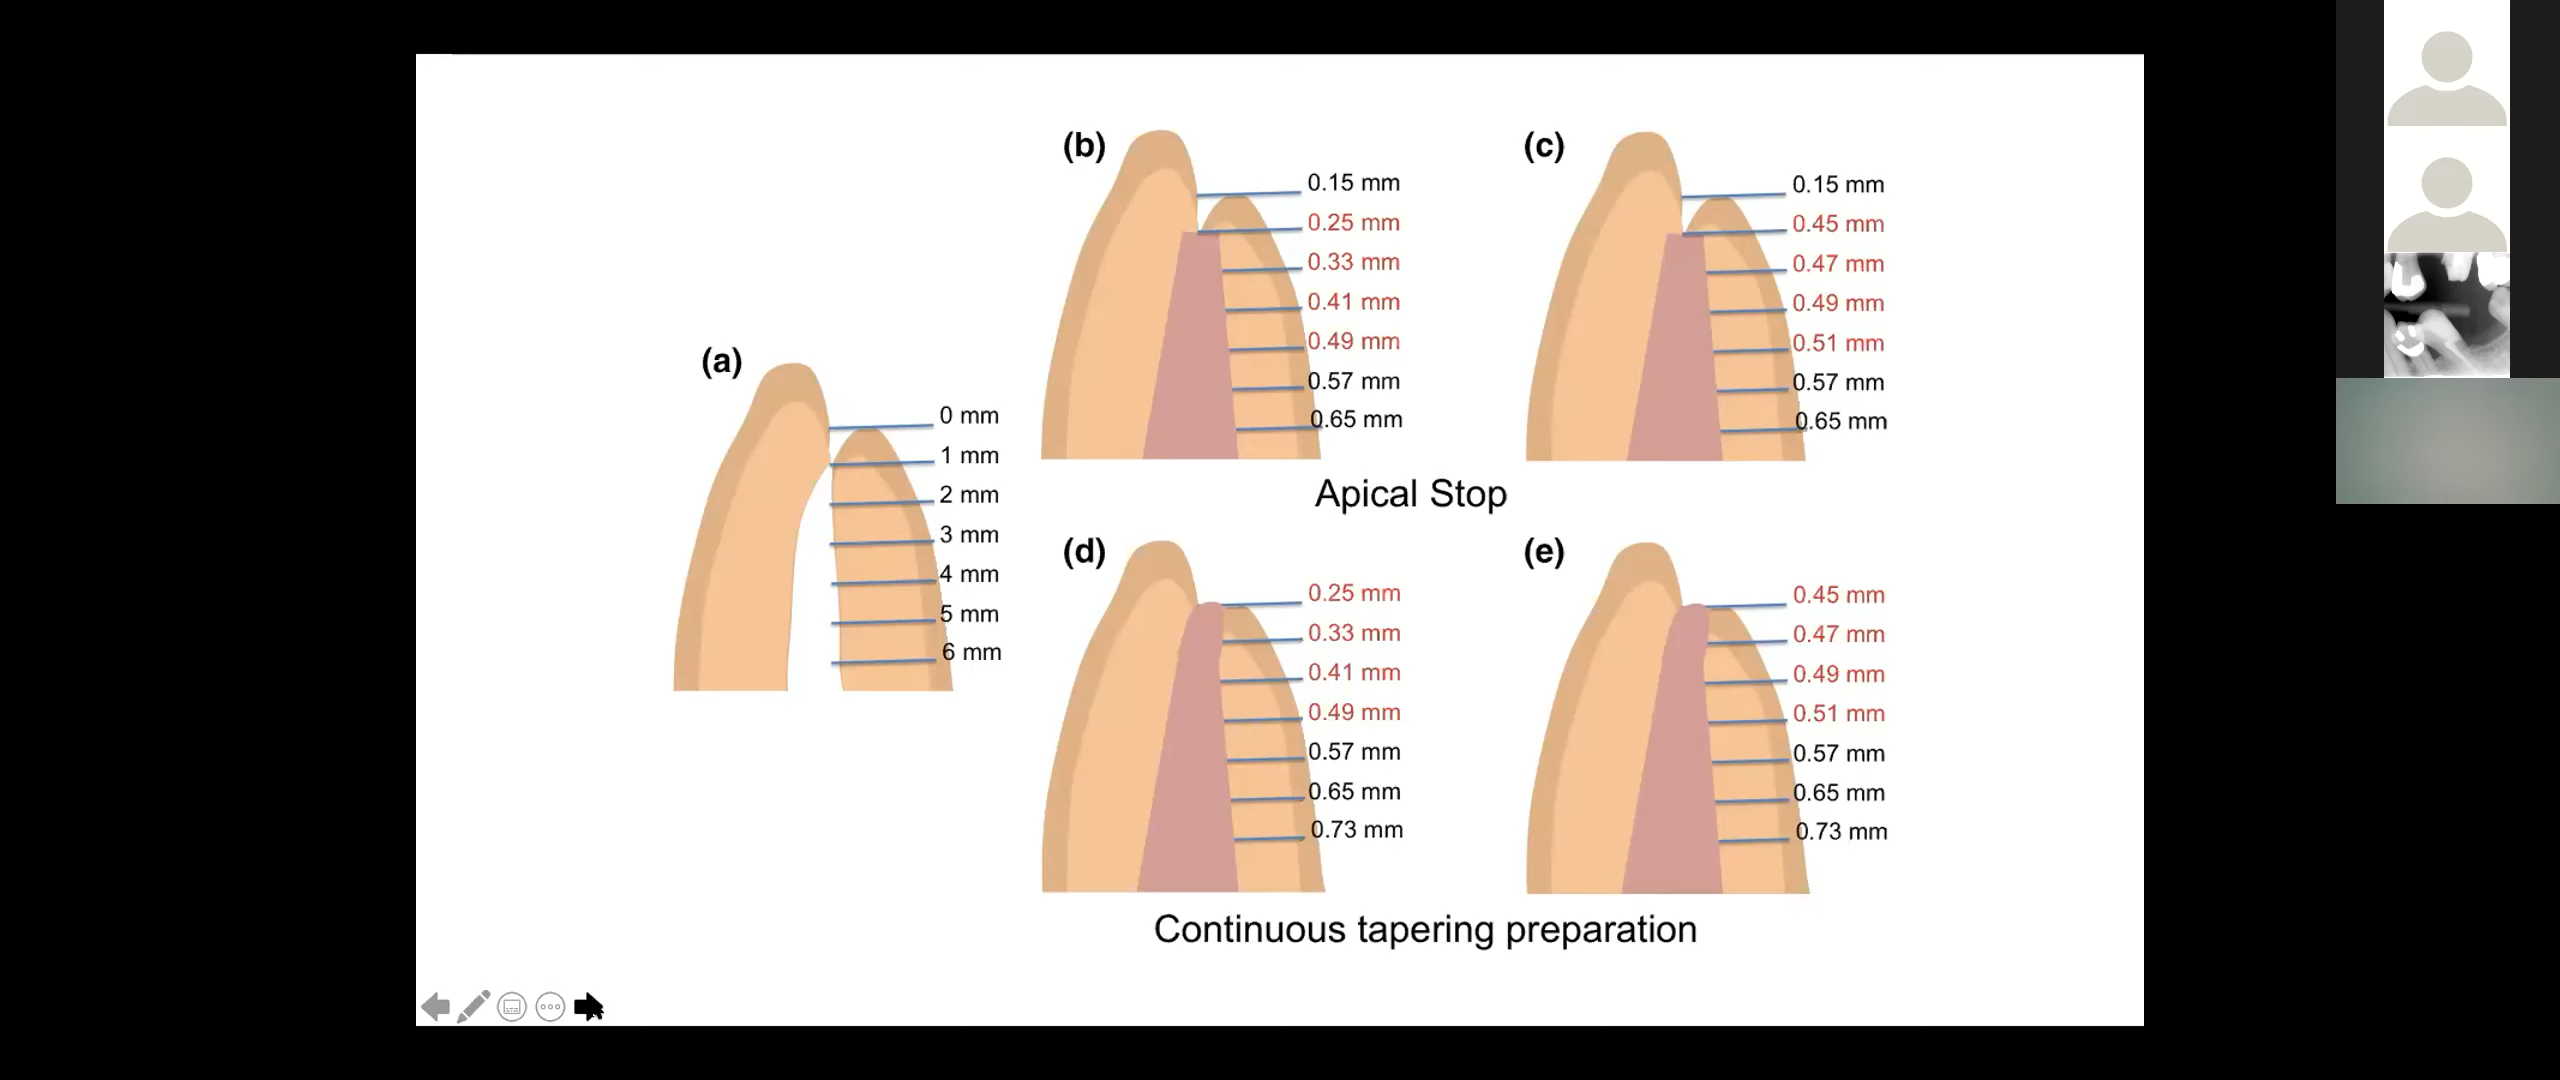 (a)
0 mm
1 mm
2 mm
3 mm
4 mm
5 mm
6 mm
(b)
0.15 mm
0.25 mm
0.33 mm
0.41 mm
0.49 mm
0.57 mm
0.65 mm
(c)
0.15 mm
0.45 mm
0.47 mm
0.49 mm
0.51 mm
0.57 mm
0.65 mm
Apical Stop
(d)
0.25 mm
0.33 mm
0.41 mm
0.49 mm
0.57 mm
0.65 mm
0.73 mm
(e)
0.45 mm
0.47 mm
0.49 mm
0.51 mm
0.57 mm
0.65 mm
0.73 mm
Continuous tapering preparation